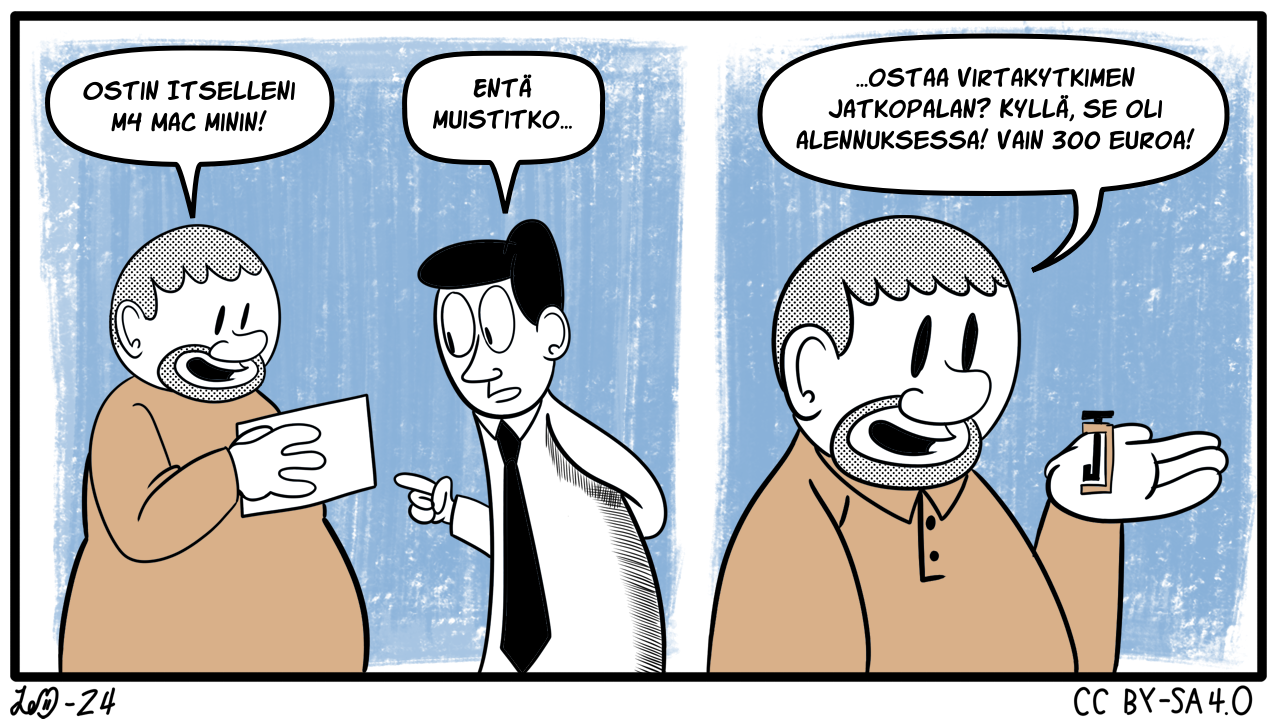 OSTIN ITSELLENI
M4 MAC MININ!
ENTÄ
MUISTITKO...
...OSTAA VIRTAKYTKIMEN
JATKOPALAN? KYLLÄ, SE OLI
ALENNUKSESSA! VAIN 300 EUROA!
-24
CC BY-SA 4.0